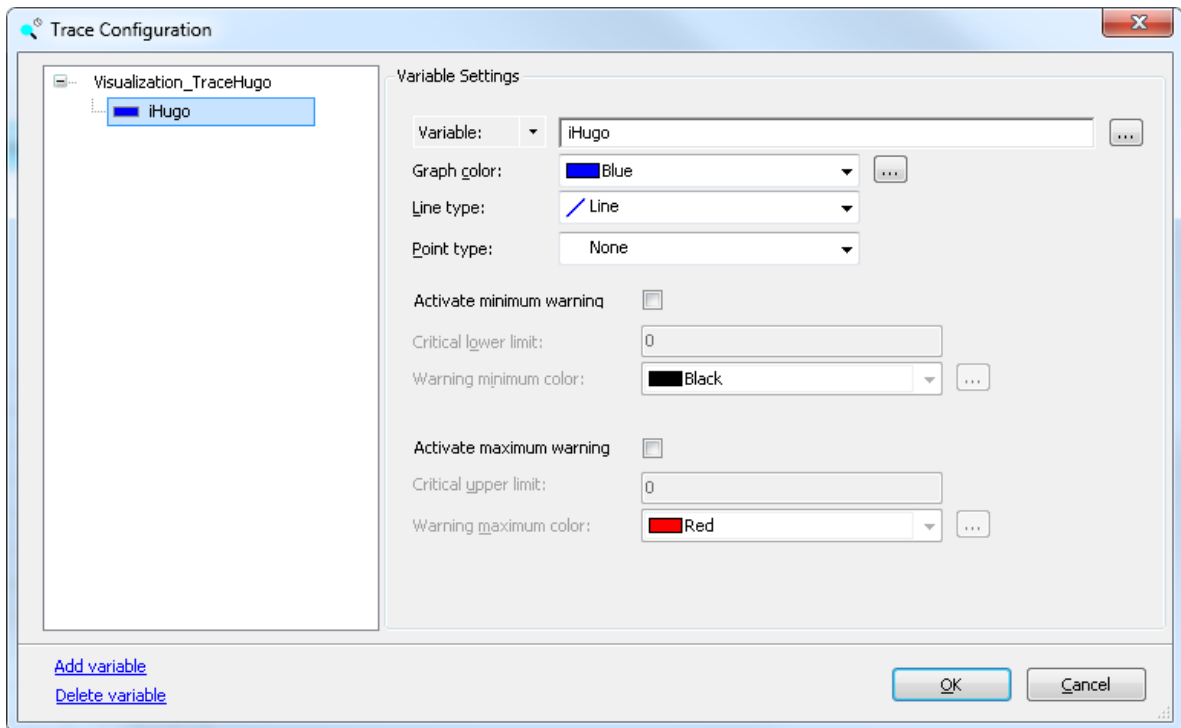 Trace Configuration
Visualization_TraceHugo
iHugo
Variable Settings
Variable: iHugo ...
Graph color: Blue ...
Line type: Line
Point type: None
Activate minimum warning
Critical lower limit: 0
Warning minimum color: Black ...
Activate maximum warning
Critical upper limit: 0
Warning maximum color: Red ...
Add variable
Delete variable
OK Cancel